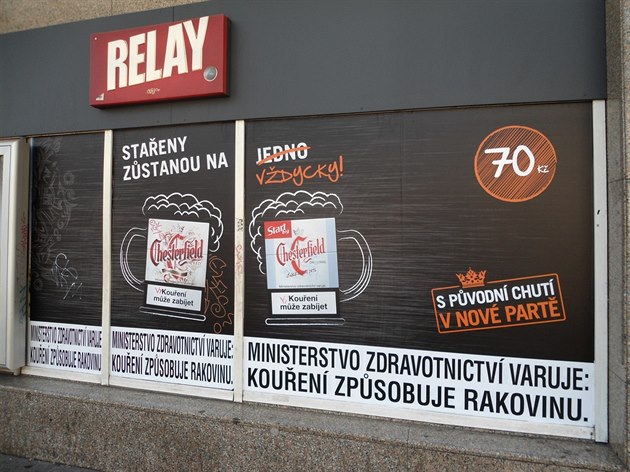 RELAY
STAŘENY
ZŮSTANOU NA
JEDNO
VŽDYCKY!
70
Kč
Chesterfield
Kouření
může zabíjet
Start
Chesterfield
Kouření
může zabíjet
S PŮVODNÍ CHUTÍ
V NOVÉ PARTĚ
MINISTERSTVO ZDRAVOTNICTVÍ VARUJE
KOUŘENÍ ZPŮSOBUJE RAKOVINU.
MINISTERSTVO ZDRAVOTNICTVÍ VARUJE:
KOUŘENÍ ZPŮSOBUJE RAKOVINU.
MINISTERSTVO ZDRAVOTNICTVÍ VARUJE:
KOUŘENÍ ZPŮSOBUJE RAKOVINU.